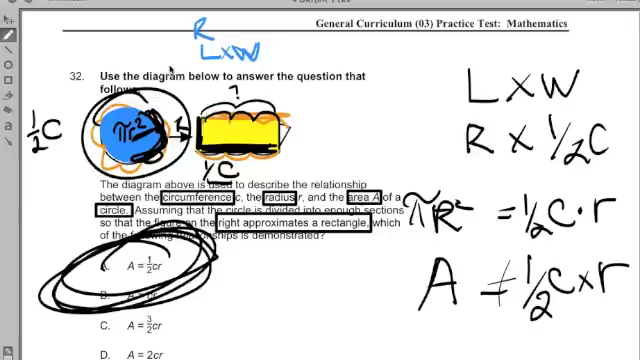 General Curriculum (03) Practice Test: Mathematics
R
L x W
32. Use the diagram below to answer the question that
follows.
?
½C
πr²
r
½C
L x W
R x ½C
πR² = ½C · r
A = ½C x r
The diagram above is used to describe the relationship
between the circumference c, the radius r, and the area A of a
circle. Assuming that the circle is divided into enough sections
so that the figure on the right approximates a rectangle, which
of the following relationships is demonstrated?
A. A = ½cr
B. A = cr
C. A = 3/2cr
D. A = 2cr